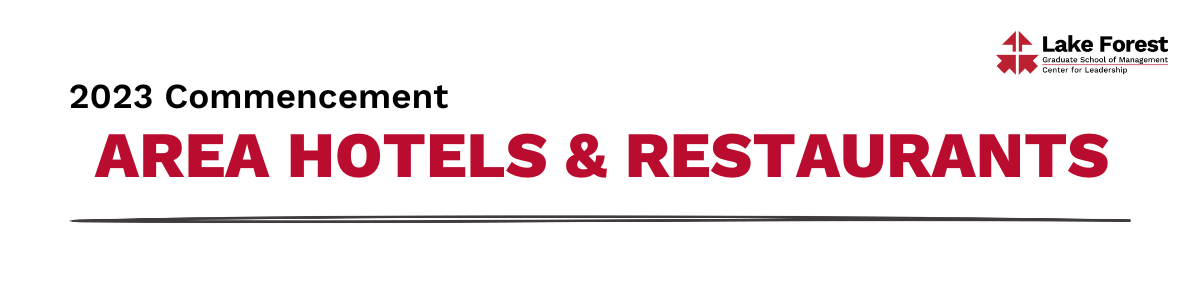 Lake Forest
Graduate School of Management
Center for Leadership
2023 Commencement
AREA HOTELS & RESTAURANTS